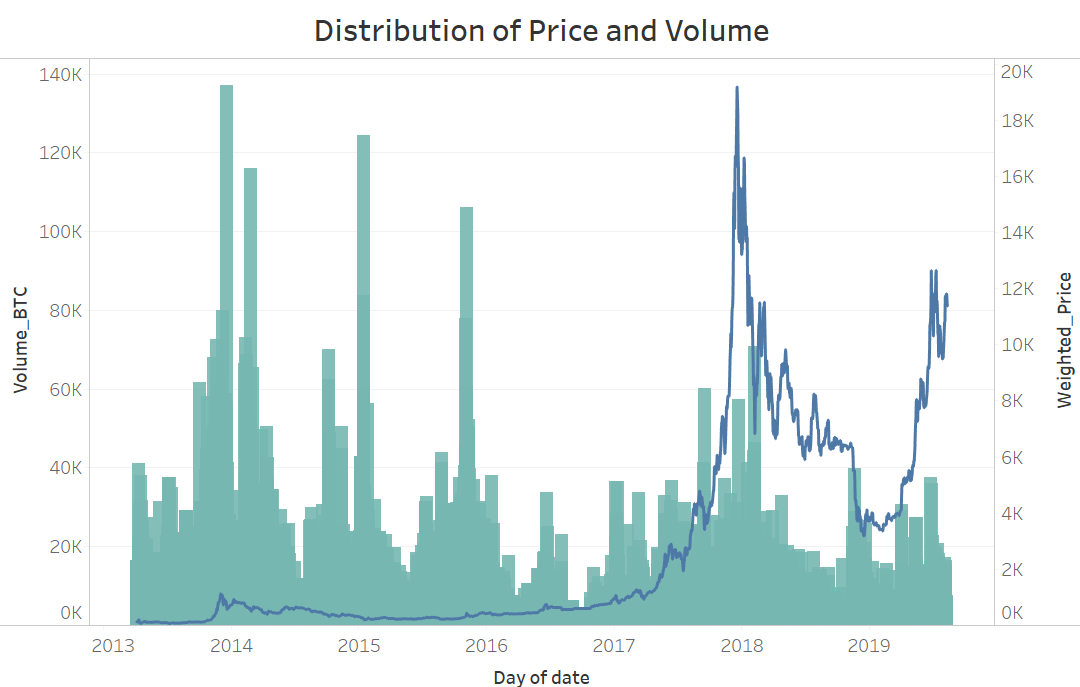 Distribution of Price and Volume
140K
120K
100K
80K
60K
40K
20K
0K
Volume_BTC
20K
18K
16K
14K
12K
10K
8K
6K
4K
2K
0K
Weighted_Price
2013 2014 2015 2016 2017 2018 2019
Day of date